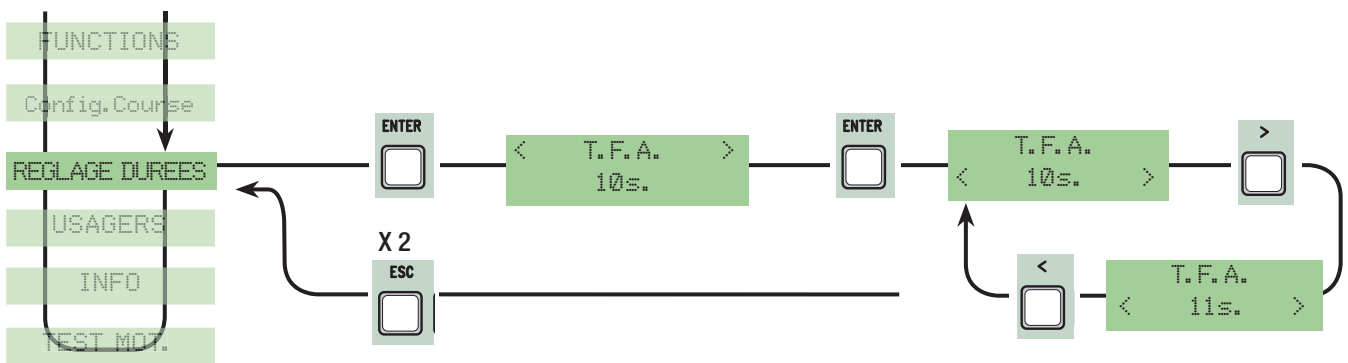 FUNCTIONS
Config.Course
REGLAGE DUREES
USAGERS
INFO
TEST MOT.
ENTER
< T.F.A. >
10s.
ENTER
T.F.A.
< 10s. >
>
X 2
ESC
<
T.F.A.
< 11s. >